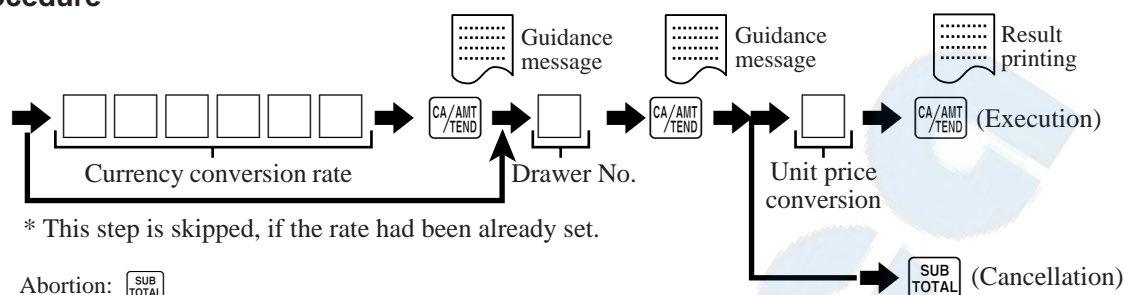 ocedure
Guidance
message
Guidance
message
Result
printing
CA/AMT
/TEND
CA/AMT
/TEND
CA/AMT
/TEND
(Execution)
Currency conversion rate
Drawer No.
Unit price
conversion
* This step is skipped, if the rate had been already set.
Abortion: SUB
TOTAL
SUB
TOTAL
(Cancellation)